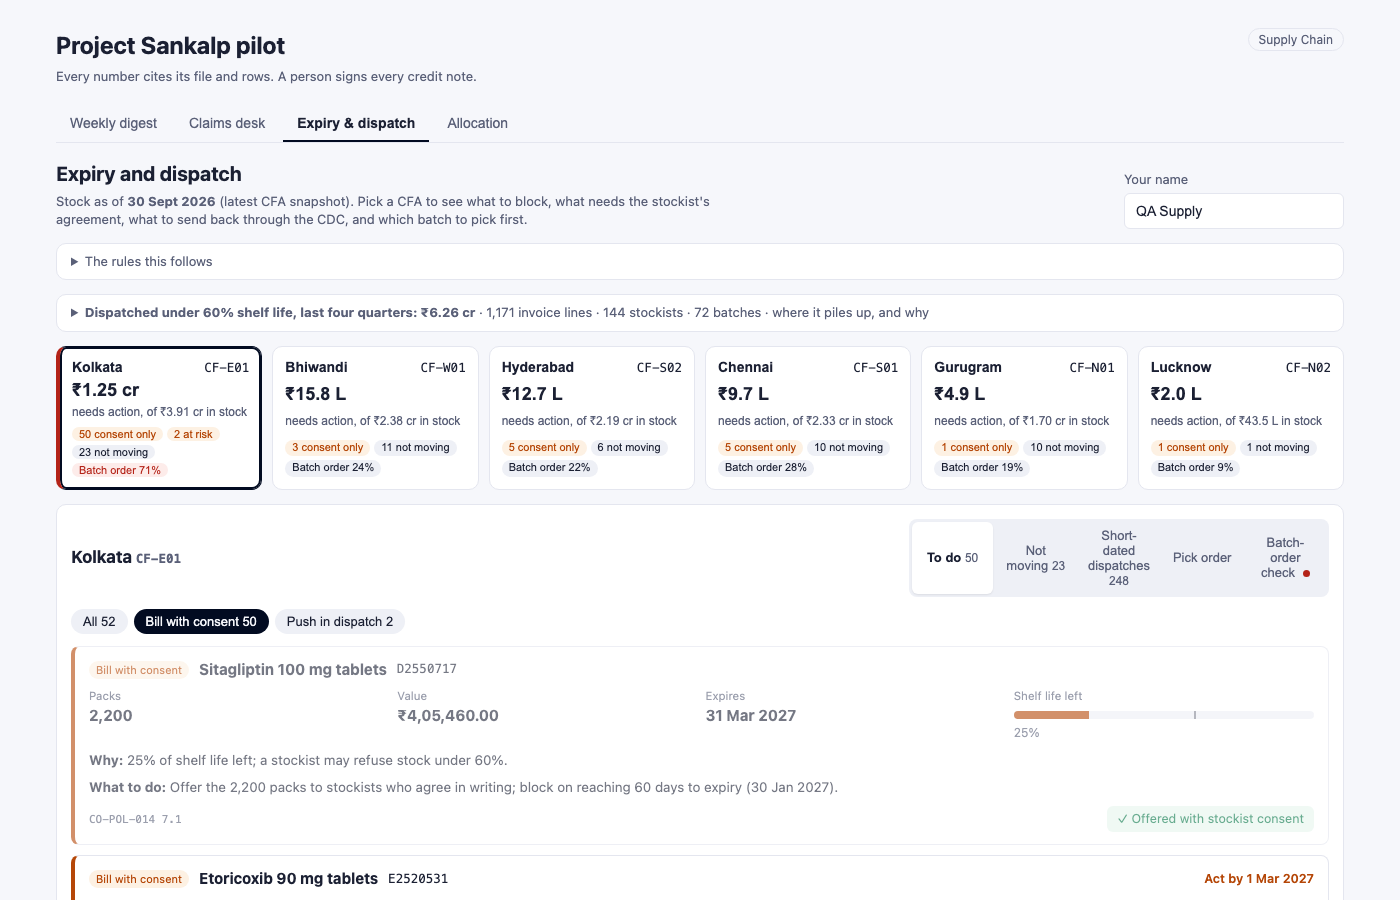 Project Sankalp pilot
Supply Chain
Every number cites its file and rows. A person signs every credit note.
Weekly digest
Claims desk
Expiry & dispatch
Allocation
Expiry and dispatch
Stock as of 30 Sept 2026 (latest CFA snapshot). Pick a CFA to see what to block, what needs the stockist's
agreement, what to send back through the CDC, and which batch to pick first.
Your name
QA Supply
▶ The rules this follows
▶ Dispatched under 60% shelf life, last four quarters: ₹6.26 cr · 1,171 invoice lines · 144 stockists · 72 batches · where it piles up, and why
Kolkata CF-E01
₹1.25 cr
needs action, of ₹3.91 cr in stock
50 consent only 2 at risk
23 not moving
Batch order 71%
Bhiwandi CF-W01
₹15.8 L
needs action, of ₹2.38 cr in stock
3 consent only 11 not moving
Batch order 24%
Hyderabad CF-S02
₹12.7 L
needs action, of ₹2.19 cr in stock
5 consent only 6 not moving
Batch order 22%
Chennai CF-S01
₹9.7 L
needs action, of ₹2.33 cr in stock
5 consent only 10 not moving
Batch order 28%
Gurugram CF-N01
₹4.9 L
needs action, of ₹1.70 cr in stock
1 consent only 10 not moving
Batch order 19%
Lucknow CF-N02
₹2.0 L
needs action, of ₹43.5 L in stock
1 consent only 1 not moving
Batch order 9%
Kolkata CF-E01
To do 50
Not
moving 23
Short-
dated
dispatches
248
Pick order
Batch-
order
check
All 52
Bill with consent 50
Push in dispatch 2
Bill with consent Sitagliptin 100 mg tablets D2550717
Packs
2,200
Value
₹4,05,460.00
Expires
31 Mar 2027
Shelf life left
25%
Why: 25% of shelf life left; a stockist may refuse stock under 60%.
What to do: Offer the 2,200 packs to stockists who agree in writing; block on reaching 60 days to expiry (30 Jan 2027).
CO-POL-014 7.1
✓ Offered with stockist consent
Bill with consent Etoricoxib 90 mg tablets E2520531
Act by 1 Mar 2027